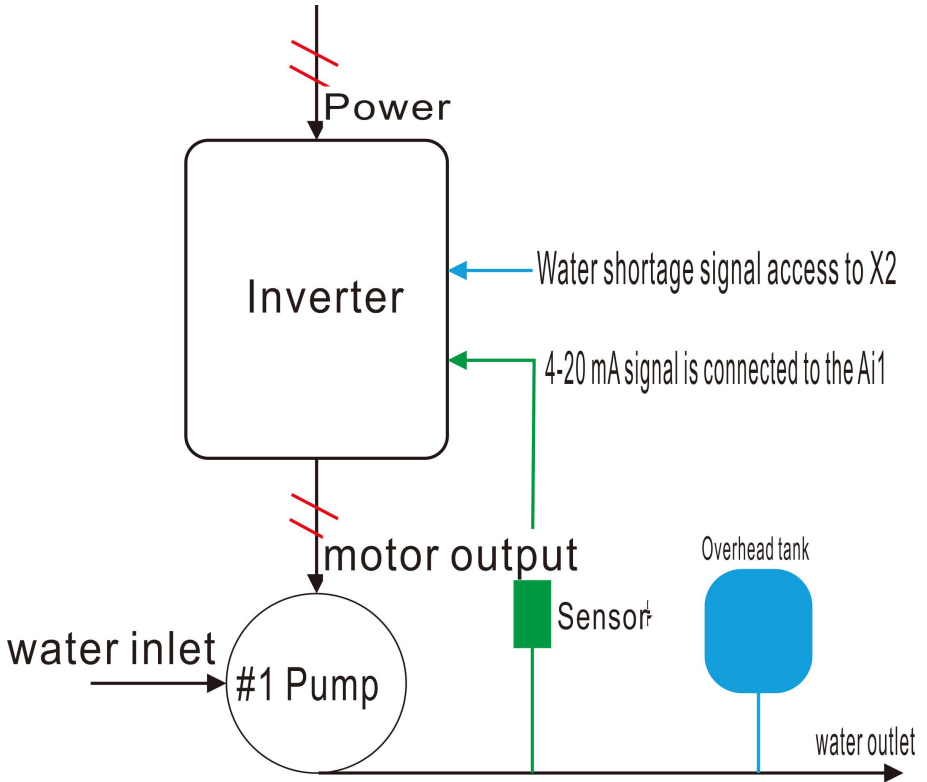 Power
Inverter
Water shortage signal access to X2
4-20 mA signal is connected to the Ai1
motor output
Overhead tank
Sensor
water inlet
#1 Pump
water outlet